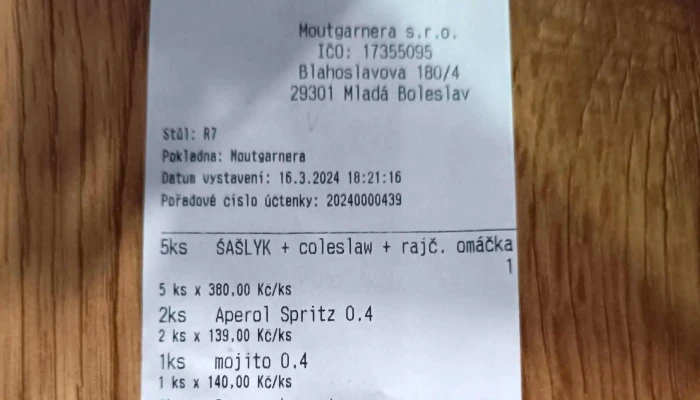 Moutgarnera s.r.o.
IČO: 17355095
Blahoslavova 180/4
29301 Mladá Boleslav
Stůl: R7
Pokladna: Moutgarnera
Datum vystavení: 16.3.2024 18:21:16
Pořadové číslo účtenky: 20240000439
5ks ŠAŠLYK + coleslaw + rajč. omáčka
1
5 ks x 380,00 Kč/ks
2ks Aperol Spritz 0.4
2 ks x 139,00 Kč/ks
1ks mojito 0.4
1 ks x 140,00 Kč/ks